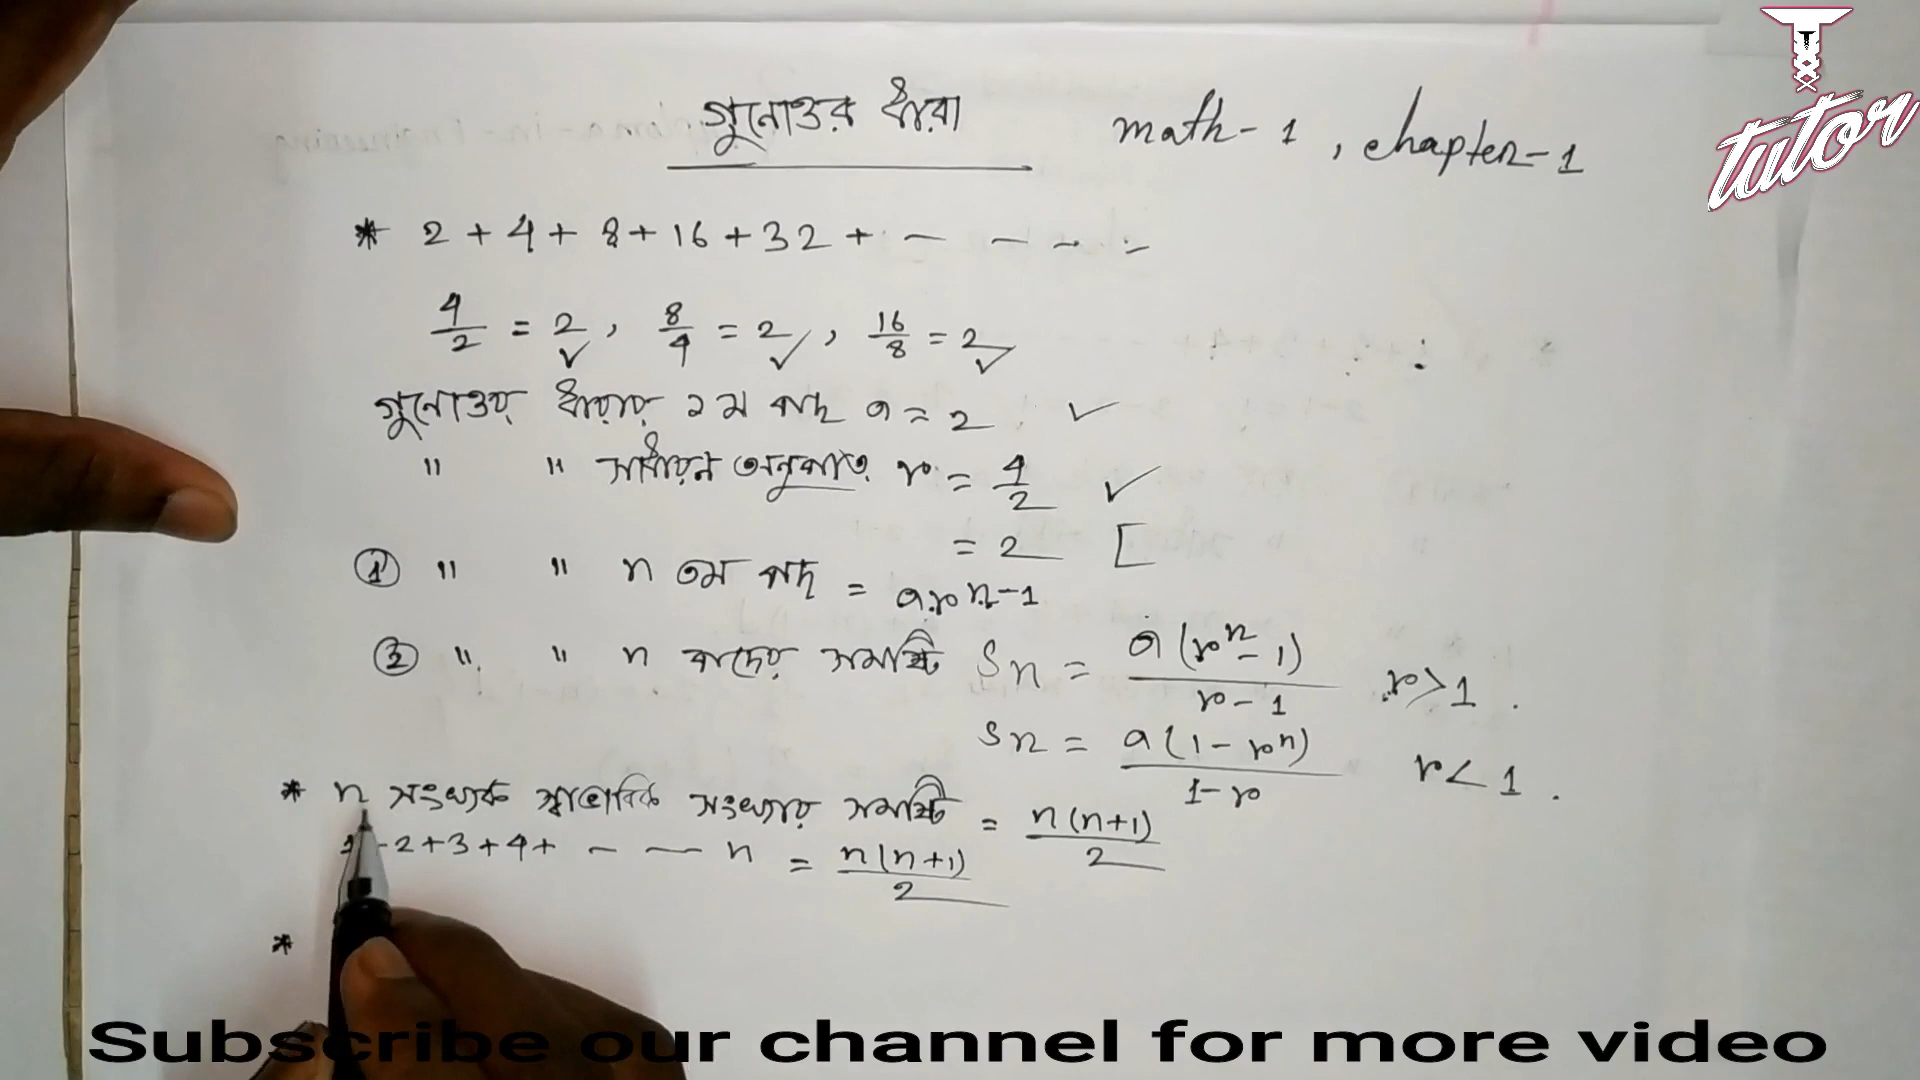 গুনোত্তর ধারা
math-1, chapter-1
T
tutor
* 2 + 4 + 8 + 16 + 32 + - - - -
4/2 = 2, 8/4 = 2, 16/8 = 2
গুনোত্তর ধারার ১ম পদ a = 2
" " সাধারন অনুপাত r = 4/2
= 2 [
① " " n তম পদ = a.r^n-1
② " " n পদের সমষ্টি Sn = a(r^n - 1)/r - 1 r>1.
Sn = a(1 - r^n)/1-r r<1.
* n সংখ্যক স্বাভাবিক সংখ্যার সমষ্টি = n(n+1)/2
2+3+4+ - - n = n(n+1)/2
*
Subscribe our channel for more video